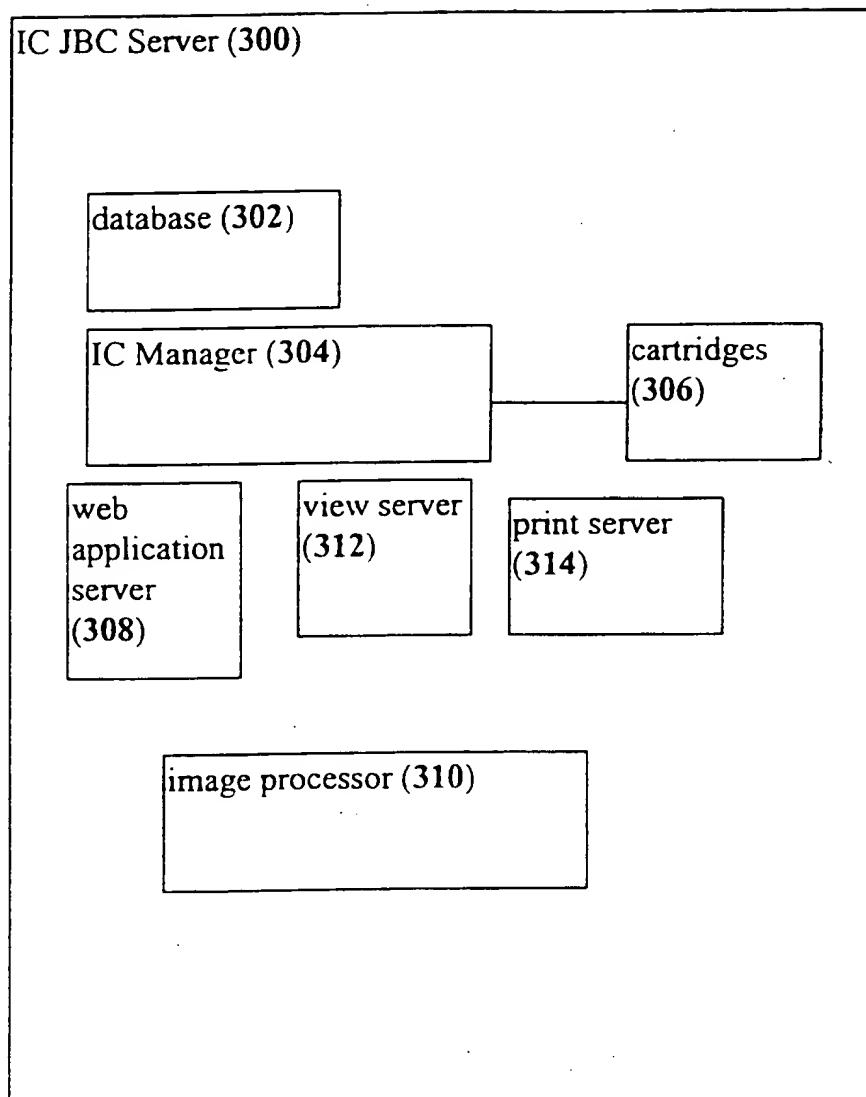 IC JBC Server (300)
database (302)
IC Manager (304)
cartridges
(306)
web
application
server
(308)
view server
(312)
print server
(314)
image processor (310)